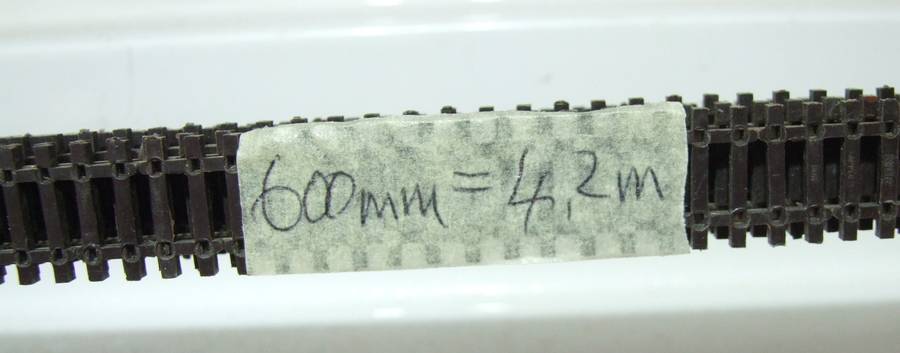 600mm = 4,2m